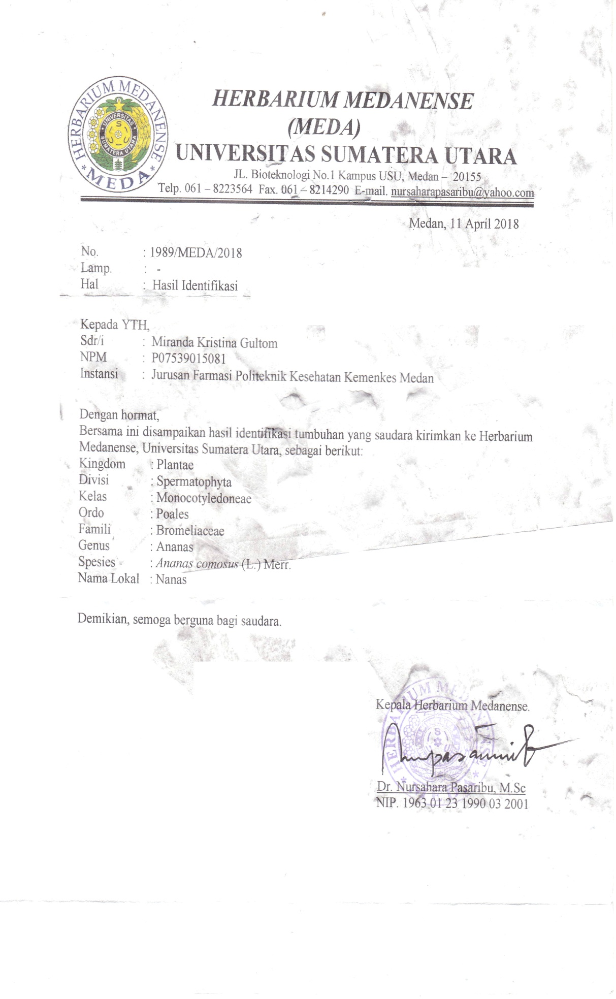 HERBARIUM MEDANENSE
* MEDA *
UNIVERSITAS
SUMATERA UTARA
HERBARIUM MEDANENSE
(MEDA)
UNIVERSITAS SUMATERA UTARA
JL. Bioteknologi No.1 Kampus USU, Medan – 20155
Telp. 061 – 8223564 Fax. 061 – 8214290 E-mail. nursaharapasaribu@yahoo.com
Medan, 11 April 2018
No. : 1989/MEDA/2018
Lamp. : -
Hal : Hasil Identifikasi
Kepada YTH,
Sdr/i : Miranda Kristina Gultom
NPM : P07539015081
Instansi : Jurusan Farmasi Politeknik Kesehatan Kemenkes Medan
Dengan hormat,
Bersama ini disampaikan hasil identifikasi tumbuhan yang saudara kirimkan ke Herbarium
Medanense, Universitas Sumatera Utara, sebagai berikut:
Kingdom : Plantae
Divisi : Spermatophyta
Kelas : Monocotyledoneae
Ordo : Poales
Famili : Bromeliaceae
Genus : Ananas
Spesies : Ananas comosus (L.) Merr.
Nama Lokal : Nanas
Demikian, semoga berguna bagi saudara.
Kepala Herbarium Medanense.
HERBARIUM MEDANENSE
* MEDA *
Dr. Nursahara Pasaribu, M.Sc
NIP. 1963 01 23 1990 03 2001